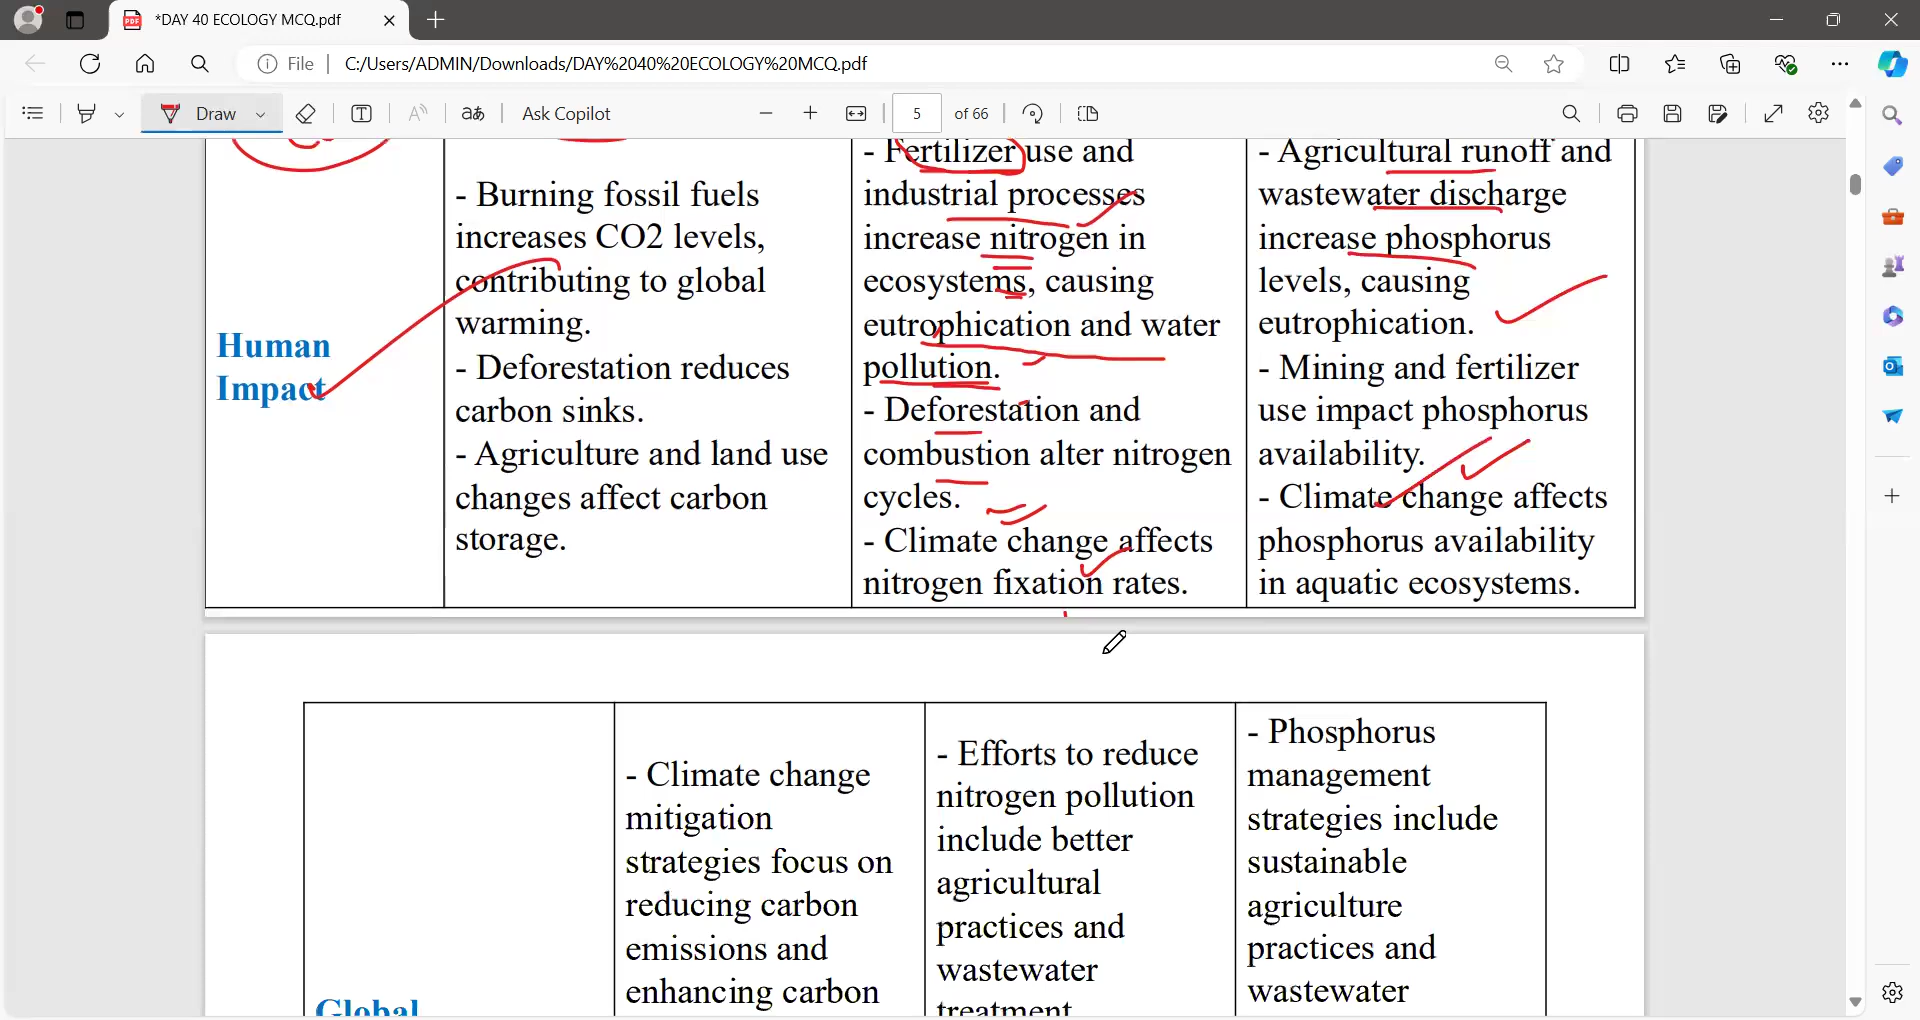 *DAY 40 ECOLOGY MCQ.pdf
File
C:/Users/ADMIN/Downloads/DAY%2040%20ECOLOGY%20MCQ.pdf
Draw
Ask Copilot
5
of 66
Human
Impact
- Burning fossil fuels
increases CO2 levels,
contributing to global
warming.
- Deforestation reduces
carbon sinks.
- Agriculture and land use
changes affect carbon
storage.
- Fertilizer use and
industrial processes
increase nitrogen in
ecosystems, causing
eutrophication and water
pollution.
- Deforestation and
combustion alter nitrogen
cycles.
- Climate change affects
nitrogen fixation rates.
- Agricultural runoff and
wastewater discharge
increase phosphorus
levels, causing
eutrophication.
- Mining and fertilizer
use impact phosphorus
availability.
- Climate change affects
phosphorus availability
in aquatic ecosystems.
Global
- Climate change
mitigation
strategies focus on
reducing carbon
emissions and
enhancing carbon
- Efforts to reduce
nitrogen pollution
include better
agricultural
practices and
wastewater
treatment
- Phosphorus
management
strategies include
sustainable
agriculture
practices and
wastewater